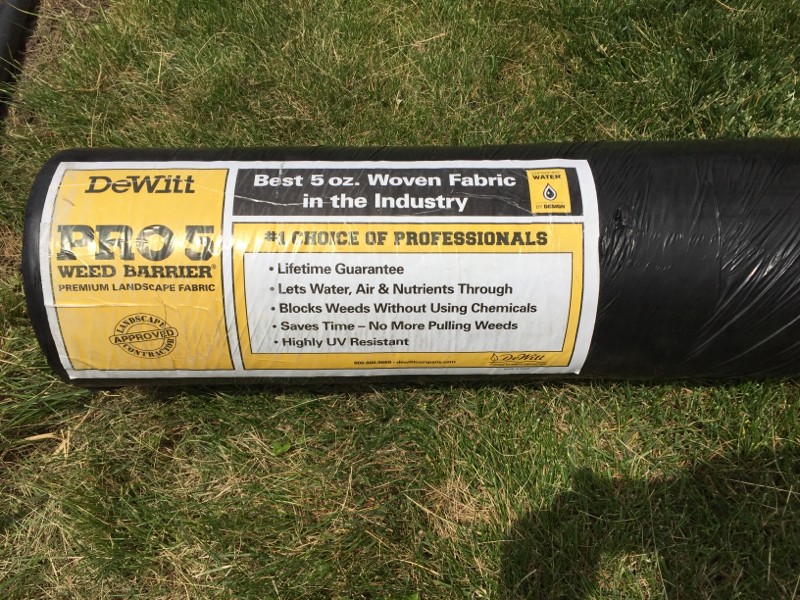 DeWitt
PRO 5
WEED BARRIER®
PREMIUM LANDSCAPE FABRIC
LANDSCAPE
APPROVED
CONTRACTOR
Best 5 oz. Woven Fabric
in the Industry
WATER
BY DESIGN
#1 CHOICE OF PROFESSIONALS
• Lifetime Guarantee
• Lets Water, Air & Nutrients Through
• Blocks Weeds Without Using Chemicals
• Saves Time – No More Pulling Weeds
• Highly UV Resistant
dewittcompany.com
DeWitt